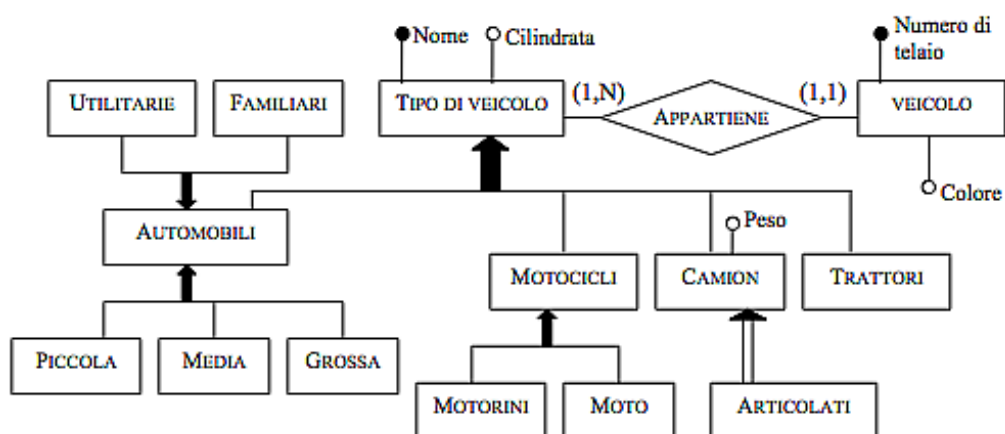 Nome
Cilindrata
Numero di
telaio
UTILITARIE
FAMILIARI
TIPO DI VEICOLO
(1,N)
APPARTIENE
(1,1)
VEICOLO
Colore
AUTOMOBILI
Peso
MOTOCICLI
CAMION
TRATTORI
PICCOLA
MEDIA
GROSSA
MOTORINI
MOTO
ARTICOLATI